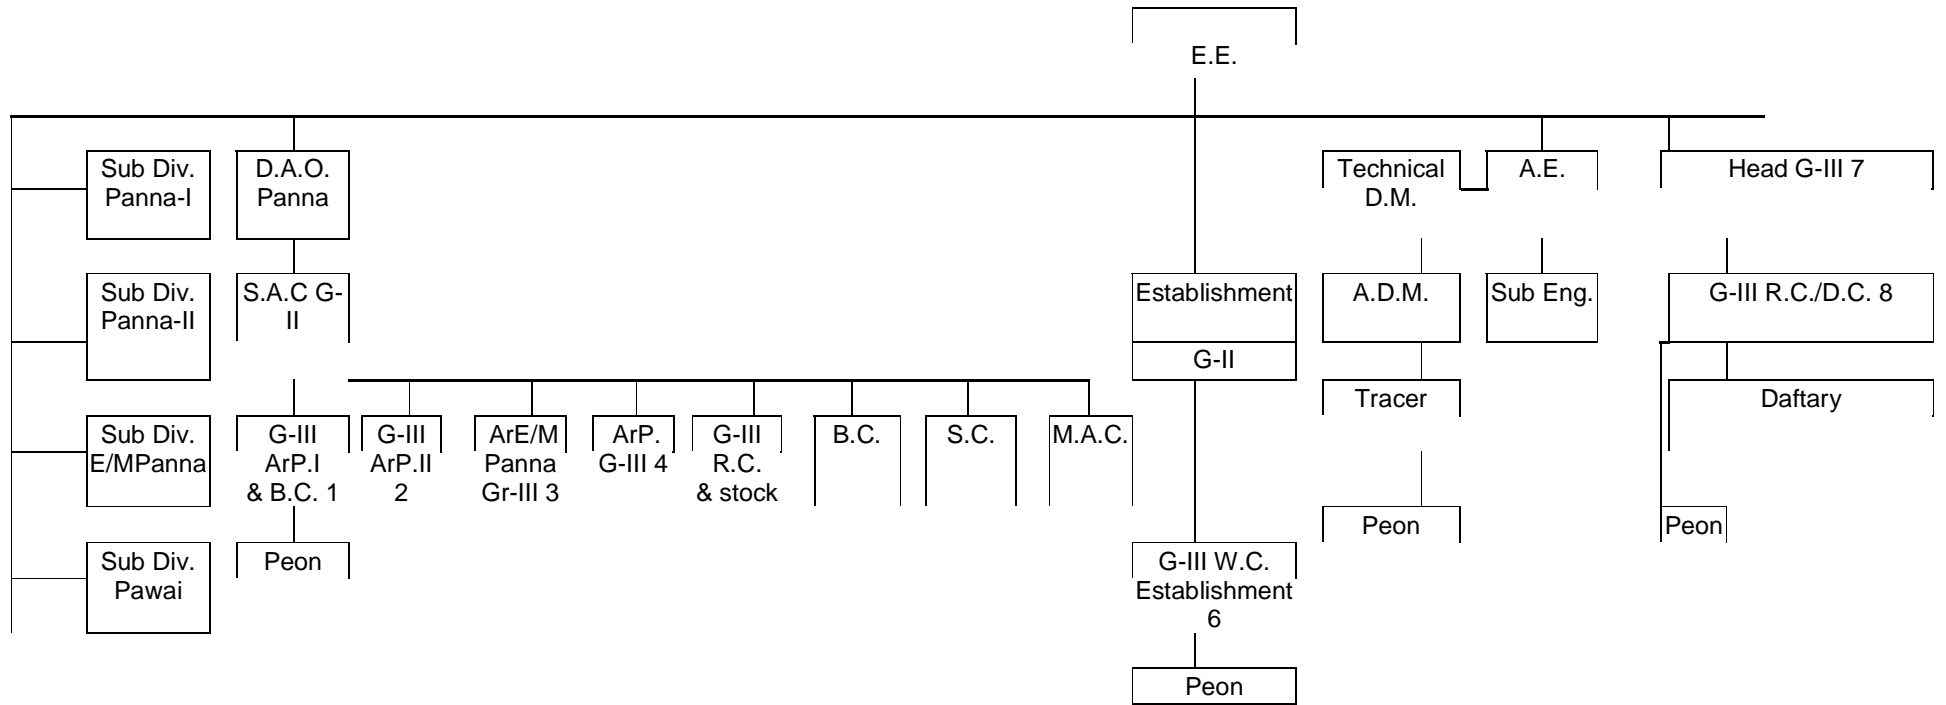 E.E.
Sub Div.
Panna-I
D.A.O.
Panna
Technical
D.M.
A.E.
Head G-III 7
Sub Div.
Panna-II
S.A.C G-
II
Establishment
G-II
A.D.M.
Sub Eng.
G-III R.C./D.C. 8
Tracer
Daftary
Sub Div.
E/MPanna
G-III
ArP.I
& B.C. 1
G-III
ArP.II
2
ArE/M
Panna
Gr-III 3
ArP.
G-III 4
G-III
R.C.
& stock
B.C.
S.C.
M.A.C.
Peon
Peon
Sub Div.
Pawai
Peon
G-III W.C.
Establishment
6
Peon